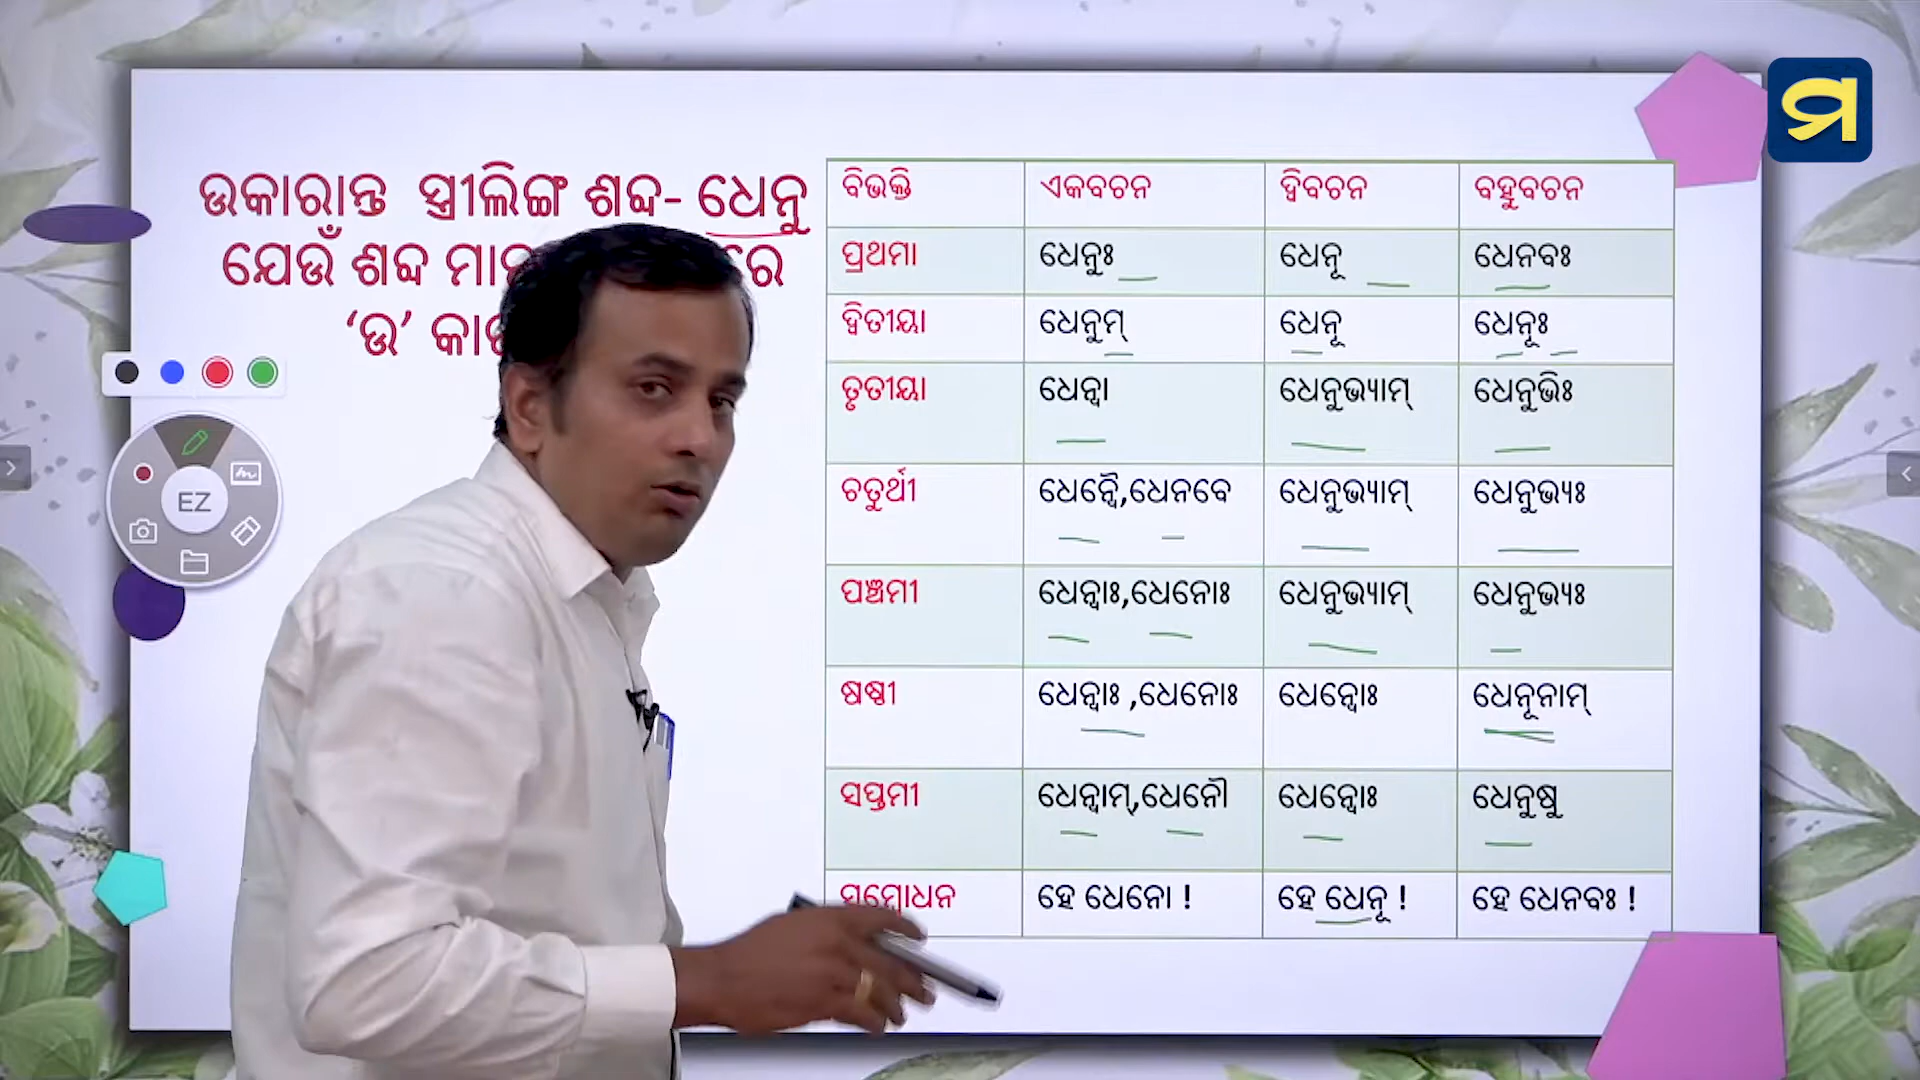 ଉକାରାନ୍ତ ସ୍ତ୍ରୀଲିଙ୍ଗ ଶବ୍ଦ- ଧେନୁ
ଯେଉଁ ଶବ୍ଦ
‘ଉ’
ବିଭକ୍ତି ଏକବଚନ ଦ୍ୱିବଚନ ବହୁବଚନ
ପ୍ରଥମା ଧେନୁଃ ଧେନୂ ଧେନବଃ
ଦ୍ୱିତୀୟା ଧେନୁମ୍ ଧେନୂ ଧେନୂଃ
ତୃତୀୟା ଧେନ୍ୱା ଧେନୁଭ୍ୟାମ୍ ଧେନୁଭିଃ
ଚତୁର୍ଥୀ ଧେନ୍ୱୈ,ଧେନବେ ଧେନୁଭ୍ୟାମ୍ ଧେନୁଭ୍ୟଃ
ପଞ୍ଚମୀ ଧେନ୍ୱାଃ,ଧେନୋଃ ଧେନୁଭ୍ୟାମ୍ ଧେନୁଭ୍ୟଃ
ଷଷ୍ଠୀ ଧେନ୍ୱାଃ ,ଧେନୋଃ ଧେନ୍ୱୋଃ ଧେନୂନାମ୍
ସପ୍ତମୀ ଧେନ୍ୱାମ୍,ଧେନୌ ଧେନ୍ୱୋଃ ଧେନୁଷୁ
ସମ୍ବୋଧନ ହେ ଧେନୋ ! ହେ ଧେନୂ ! ହେ ଧେନବଃ !
EZ
ମ